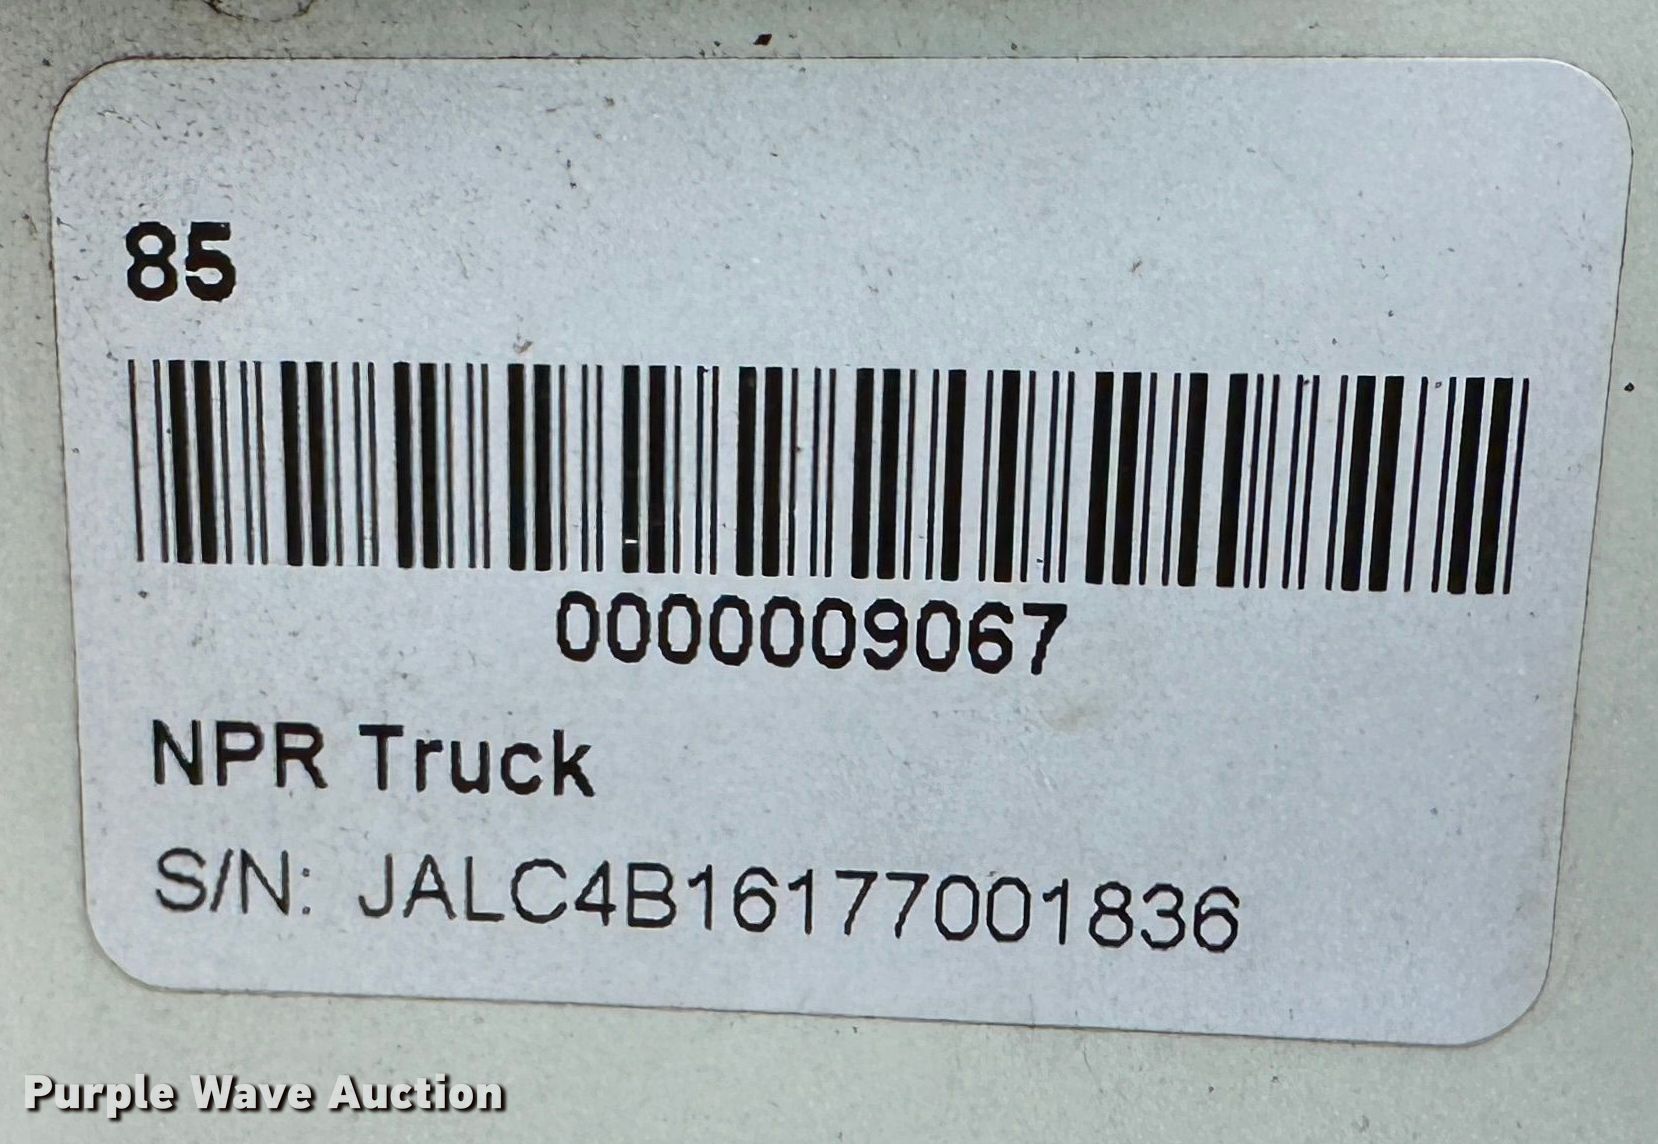 85
0000009067
NPR Truck
S/N: JALC4B16177001836
Purple Wave Auction